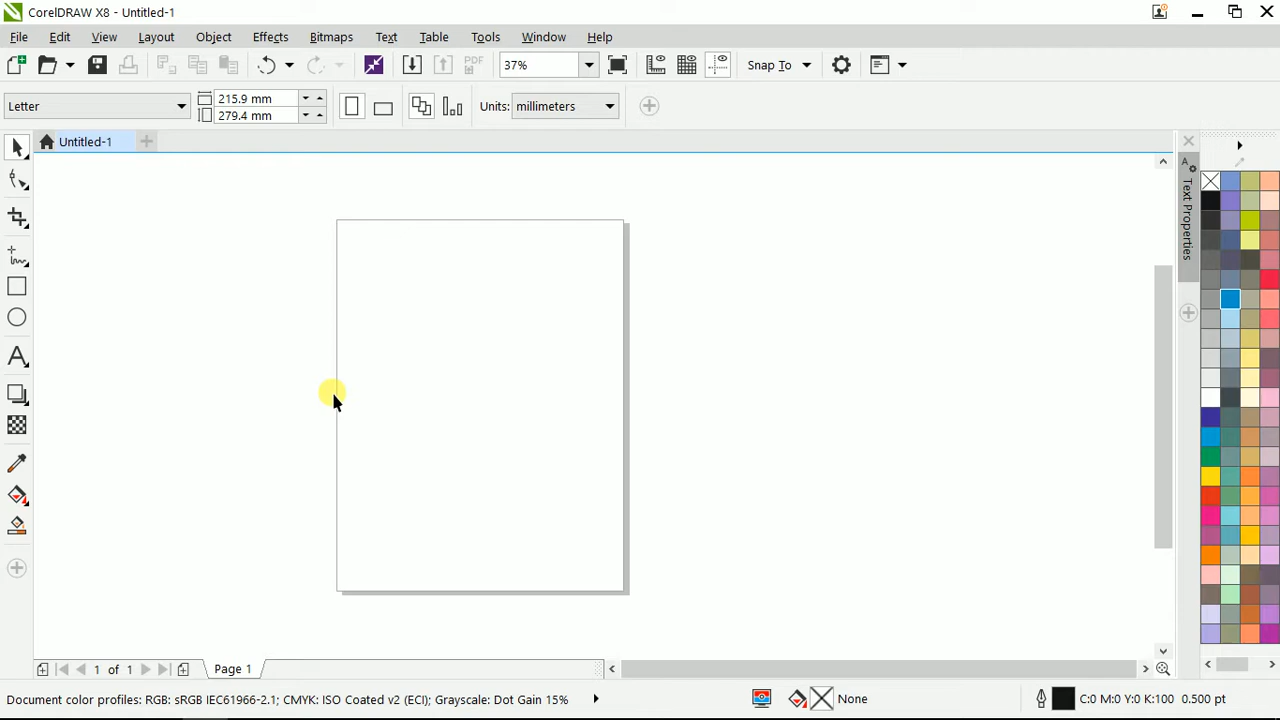 CorelDRAW X8 - Untitled-1
File Edit View Layout Object Effects Bitmaps Text Table Tools Window Help
PDF 37% Snap To
Letter 215.9 mm Units: millimeters
279.4 mm
Untitled-1
Text Properties
1 of 1 Page 1
Document color profiles: RGB: sRGB IEC61966-2.1; CMYK: ISO Coated v2 (ECI); Grayscale: Dot Gain 15% None C:0 M:0 Y:0 K:100 0.500 pt